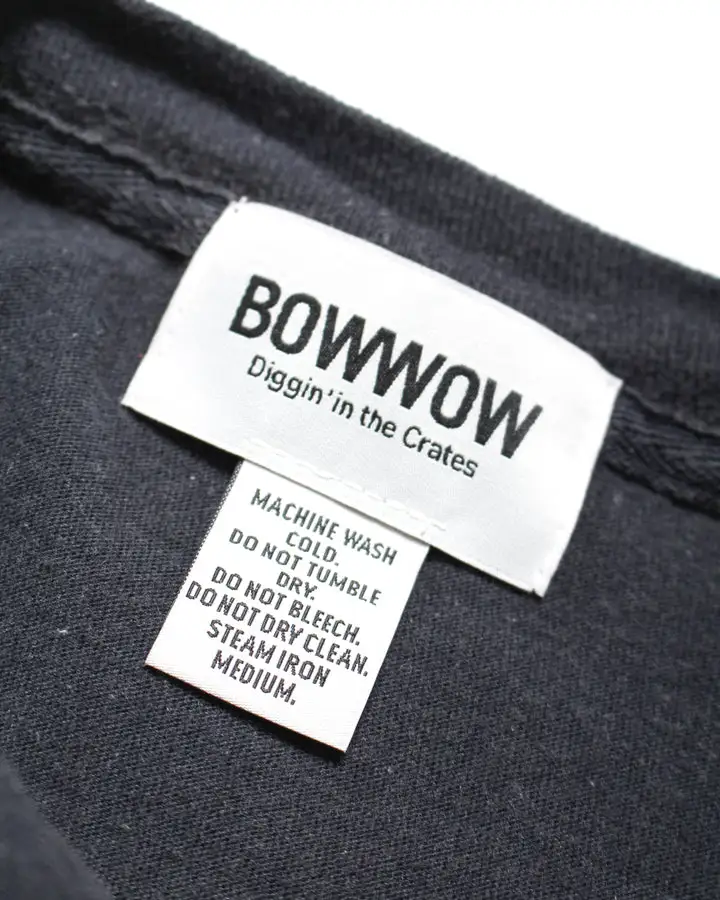 BOWWOW
Diggin' in the Crates
MACHINE WASH
COLD.
DO NOT TUMBLE
DRY.
DO NOT BLEECH.
DO NOT DRY CLEAN.
STEAM IRON
MEDIUM.